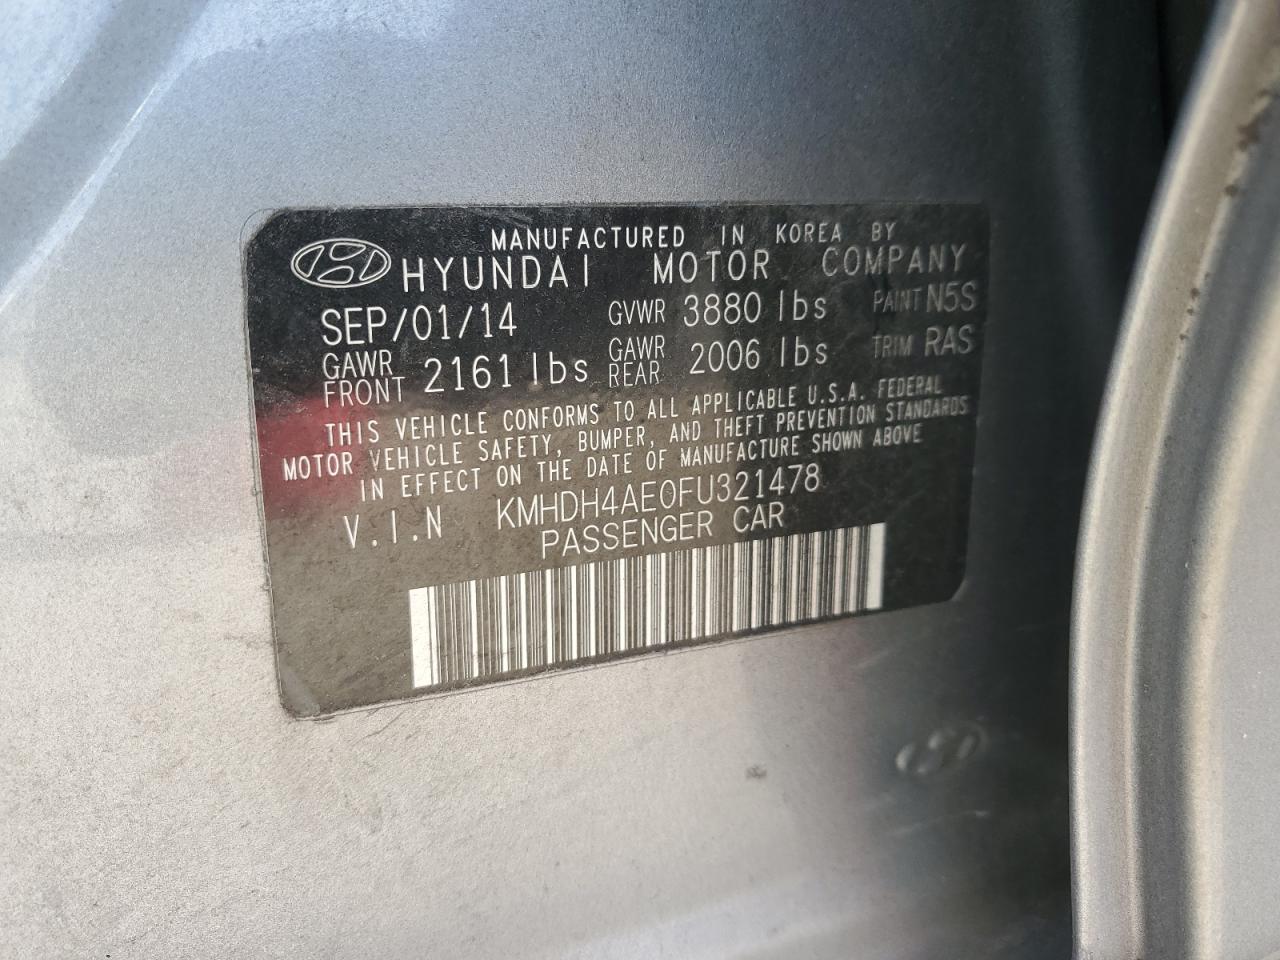 MANUFACTURED IN KOREA BY
HYUNDAI MOTOR COMPANY
SEP/01/14 GVWR 3880 lbs PAINT N5S
GAWR FRONT 2161 lbs GAWR REAR 2006 lbs TRIM RAS
THIS VEHICLE CONFORMS TO ALL APPLICABLE U.S.A. FEDERAL
MOTOR VEHICLE SAFETY, BUMPER, AND THEFT PREVENTION STANDARDS
IN EFFECT ON THE DATE OF MANUFACTURE SHOWN ABOVE
V.I.N KMHDH4AE0FU321478
PASSENGER CAR